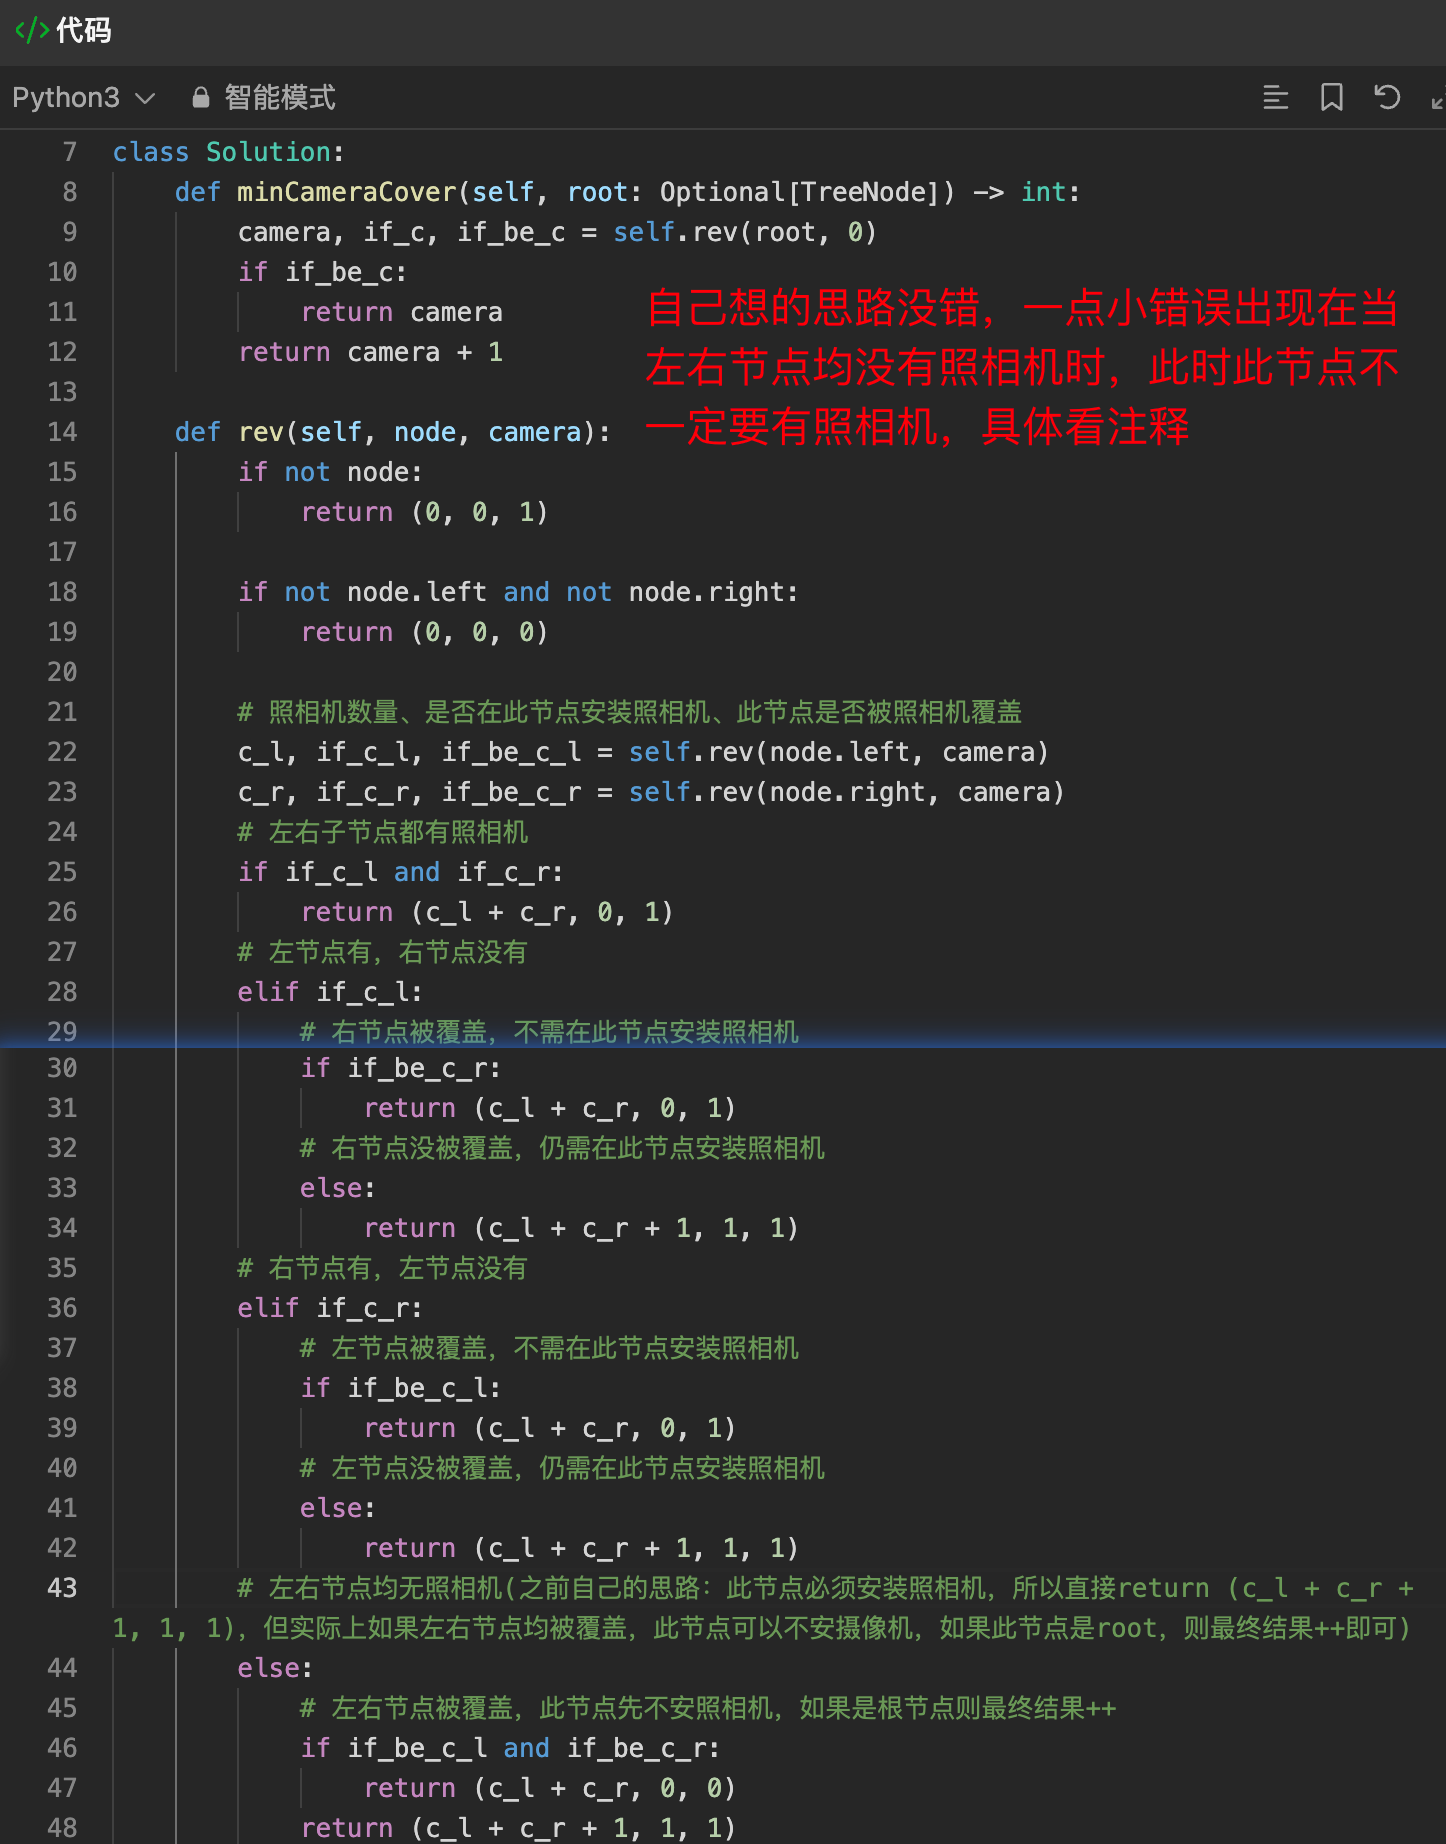 </> 代码
Python3 智能模式
7 class Solution:
8 def minCameraCover(self, root: Optional[TreeNode]) -> int:
9 camera, if_c, if_be_c = self.rev(root, 0)
10 if if_be_c:
11 return camera
12 return camera + 1
自己想的思路没错，一点小错误出现在当
左右节点均没有照相机时，此时此节点不
一定要有照相机，具体看注释
13
14 def rev(self, node, camera):
15 if not node:
16 return (0, 0, 1)
17
18 if not node.left and not node.right:
19 return (0, 0, 0)
20
21 # 照相机数量、是否在此节点安装照相机、此节点是否被照相机覆盖
22 c_l, if_c_l, if_be_c_l = self.rev(node.left, camera)
23 c_r, if_c_r, if_be_c_r = self.rev(node.right, camera)
24 # 左右子节点都有照相机
25 if if_c_l and if_c_r:
26 return (c_l + c_r, 0, 1)
27 # 左节点有，右节点没有
28 elif if_c_l:
29 # 右节点被覆盖，不需在此节点安装照相机
30 if if_be_c_r:
31 return (c_l + c_r, 0, 1)
32 # 右节点没被覆盖，仍需在此节点安装照相机
33 else:
34 return (c_l + c_r + 1, 1, 1)
35 # 右节点有，左节点没有
36 elif if_c_r:
37 # 左节点被覆盖，不需在此节点安装照相机
38 if if_be_c_l:
39 return (c_l + c_r, 0, 1)
40 # 左节点没被覆盖，仍需在此节点安装照相机
41 else:
42 return (c_l + c_r + 1, 1, 1)
43 # 左右节点均无照相机(之前自己的思路：此节点必须安装照相机，所以直接return (c_l + c_r +
1, 1, 1)，但实际上如果左右节点均被覆盖，此节点可以不安摄像机，如果此节点是root，则最终结果++即可)
44 else:
45 # 左右节点被覆盖，此节点先不安照相机，如果是根节点则最终结果++
46 if if_be_c_l and if_be_c_r:
47 return (c_l + c_r, 0, 0)
48 return (c_l + c_r + 1, 1, 1)